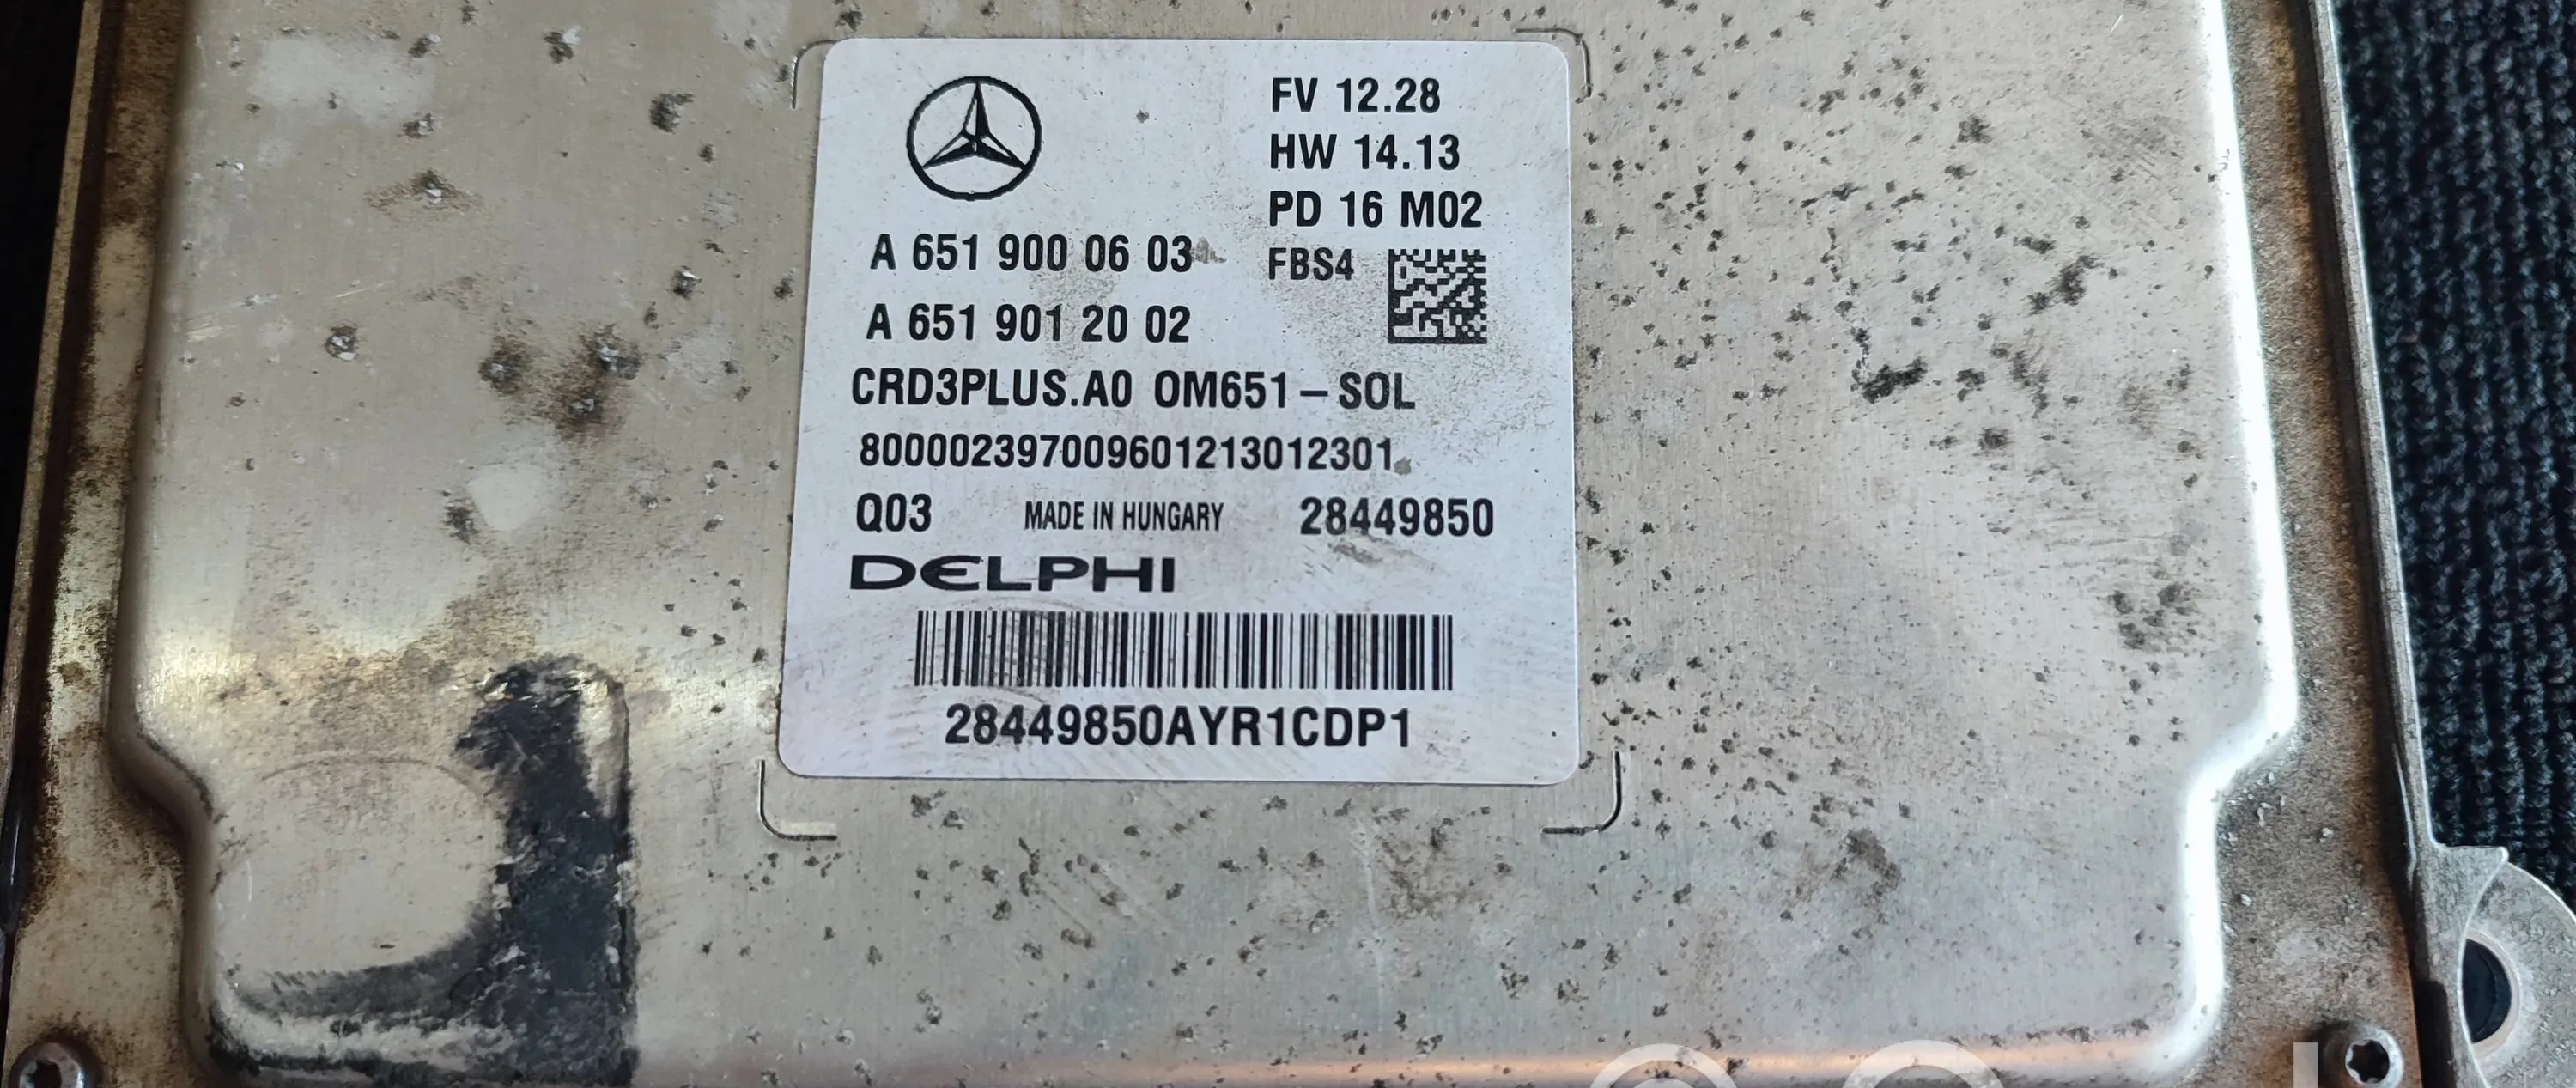 FV 12.28
HW 14.13
PD 16 M02
A 651 900 06 03 FBS4
A 651 901 20 02
CRD3PLUS.A0 OM651-SOL
800002397009601213012301
Q03 MADE IN HUNGARY 28449850
DELPHI
28449850AYR1CDP1